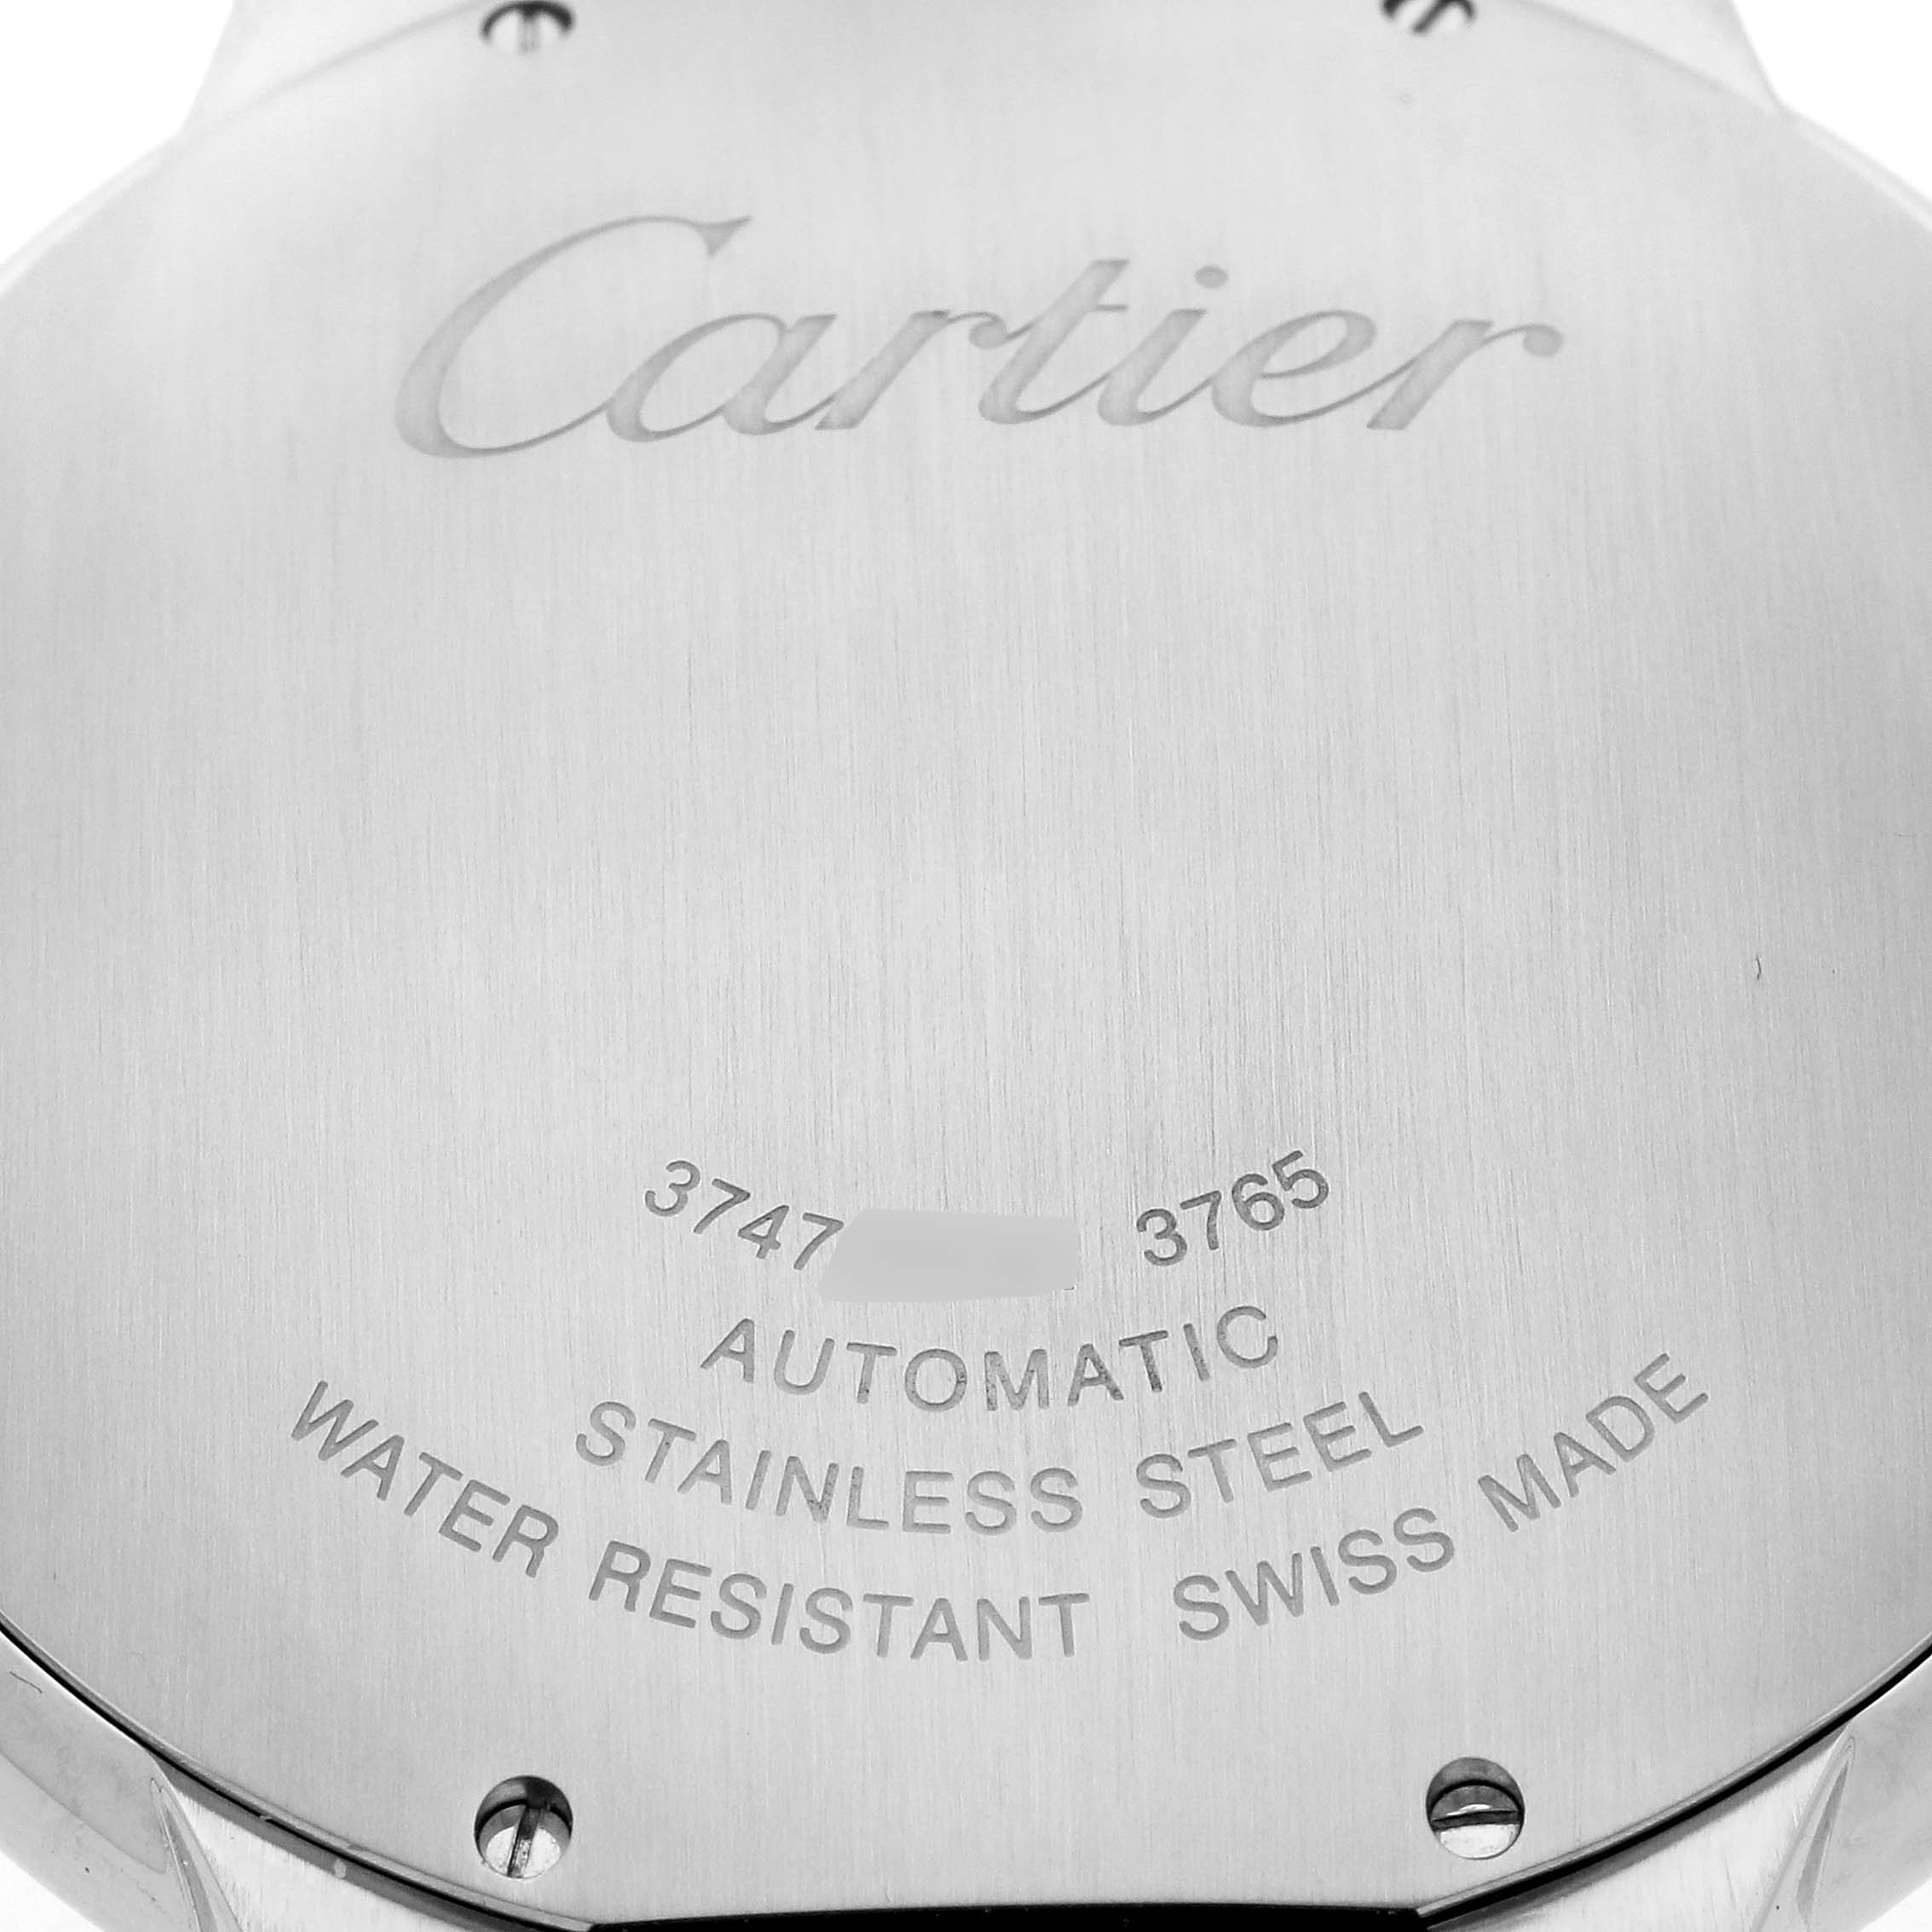 Cartier
3747 3765
AUTOMATIC
STAINLESS STEEL
WATER RESISTANT SWISS MADE